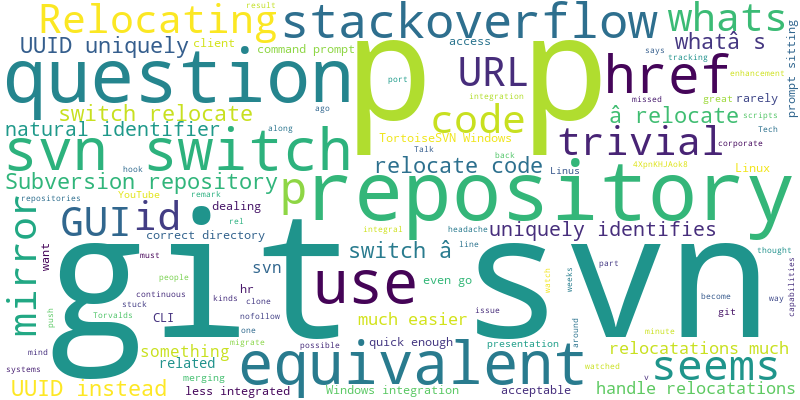 Relocating result stackoverflow whats
UUID uniquely client command prompt access URL whatâ s says tracking
question p p href enhancement prompt sitting
port integration missed great rarely
switch relocate ago code â relocate scripts
natural identifier TortoiseSVN Windows trivial Tech corporate
svn switch hook along Talk back relocate code Linus 4XpnKHJAok8 Linux
Subversion repository p repository
repositories YouTube remark integral
mirror GUI id dealing rel headache uniquely identifies
correct directory switch â line
want svn even go weeks thought
git svn
must people hr use watch part become way capabilities
stuck continuous kinds nofollow clone
push Torvalds CLI one issue git
migrate possible much easier presentation around minute
something quick enough relocatations much
mind related equivalent watched seems
systems merging v
UUID instead less integrated Windows integration acceptable handle relocatations